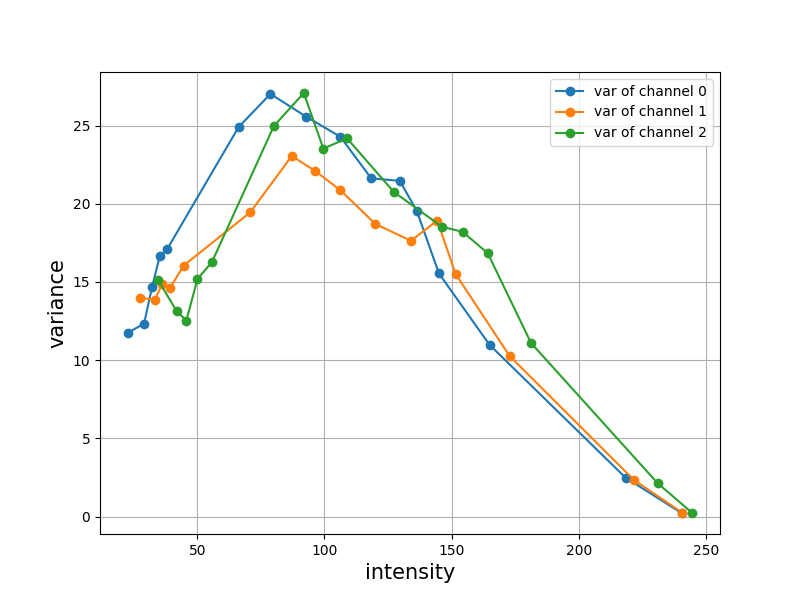 var of channel 0
var of channel 1
var of channel 2
variance
25
20
15
10
5
0
50 100 150 200 250
intensity